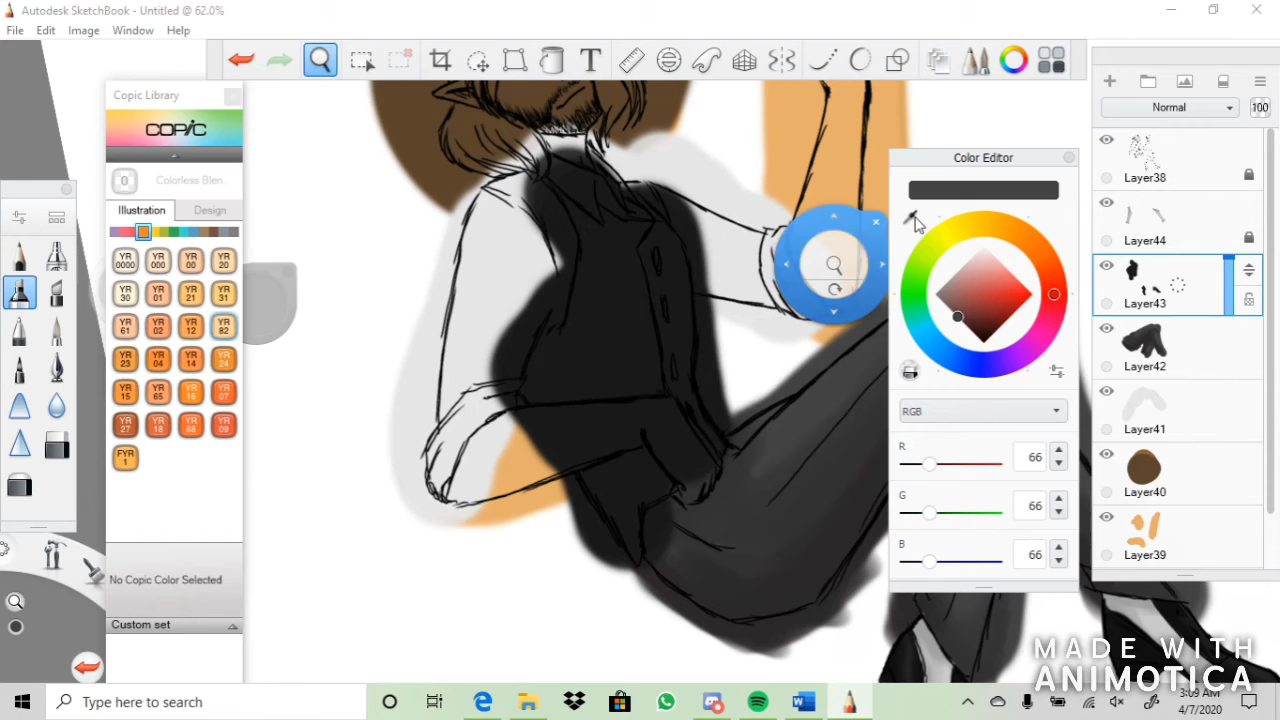 Autodesk SketchBook - Untitled @ 62.0%
File Edit Image Window Help
T
Copic Library
COPIC
0 Colorless Blen..
Illustration Design
YR 0000 YR 000 YR 00 YR 20
YR 30 YR 01 YR 21 YR 31
YR 61 YR 02 YR 12 YR 82
YR 23 YR 04 YR 14 YR 24
YR 15 YR 65 YR 16 YR 07
YR 27 YR 18 YR 68 YR 09
FYR 1
No Copic Color Selected
Custom set
Color Editor
RGB
R 66
G 66
B 66
Normal 100
Layer38
Layer44
Layer43
Layer42
Layer41
Layer40
Layer39
MADE WITH
ANIMOTICA
Type here to search
3:09 AM
4/7/2020